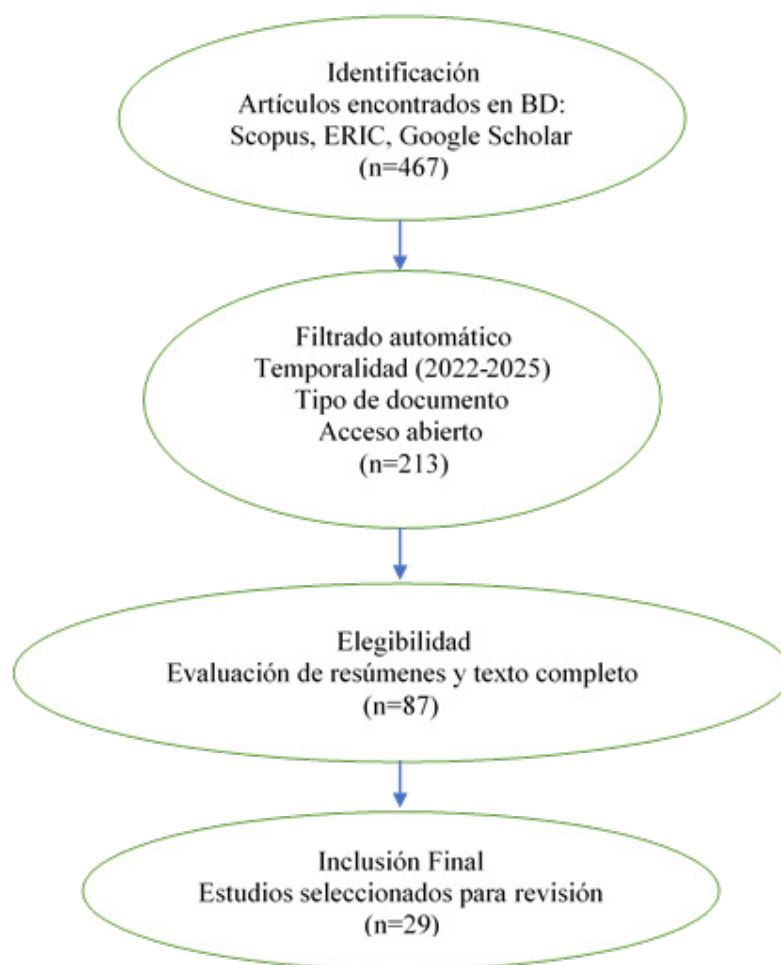 Identificación
Artículos encontrados en BD:
Scopus, ERIC, Google Scholar
(n=467)
Filtrado automático
Temporalidad (2022-2025)
Tipo de documento
Acceso abierto
(n=213)
Elegibilidad
Evaluación de resúmenes y texto completo
(n=87)
Inclusión Final
Estudios seleccionados para revisión
(n=29)